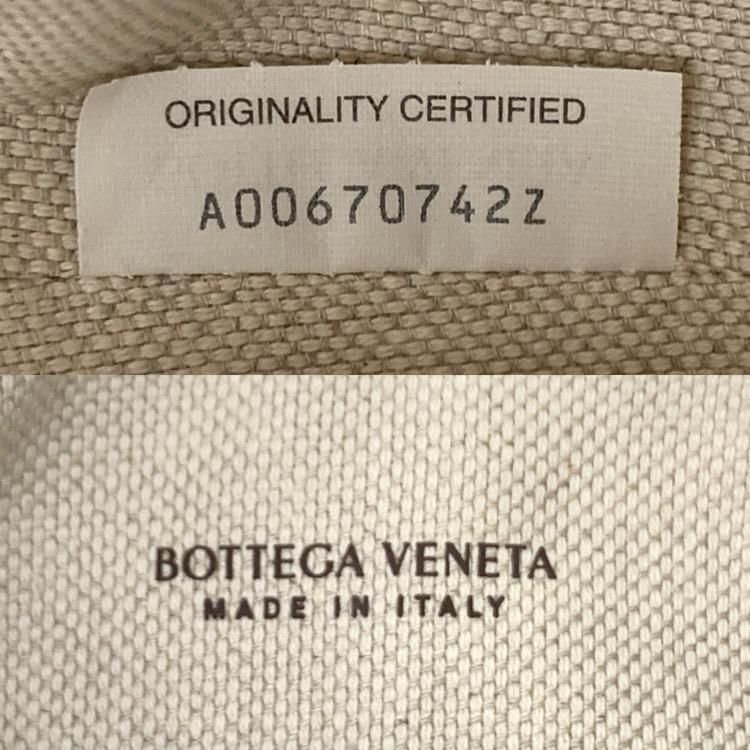 ORIGINALITY CERTIFIED
A00670742Z
BOTTEGA VENETA
MADE IN ITALY